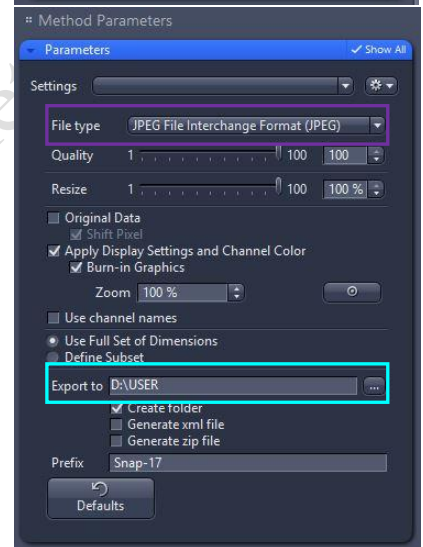 Method Parameters
Parameters Show All
Settings
File type JPEG File Interchange Format (JPEG)
Quality 1 100 100
Resize 1 100 100 %
Original Data
Shift Pixel
Apply Display Settings and Channel Color
Burn-in Graphics
Zoom 100 %
Use channel names
Use Full Set of Dimensions
Define Subset
Export to D:\USER ...
Create folder
Generate xml file
Generate zip file
Prefix Snap-17
Defaults